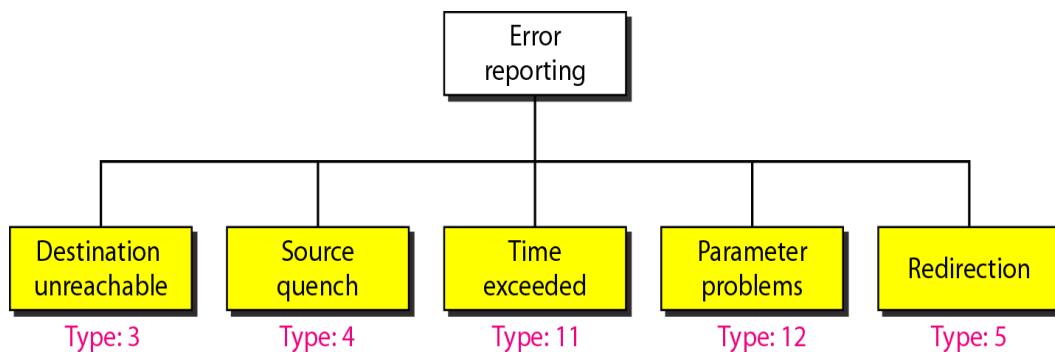 Error
reporting
Destination
unreachable
Source
quench
Time
exceeded
Parameter
problems
Redirection
Type: 3
Type: 4
Type: 11
Type: 12
Type: 5